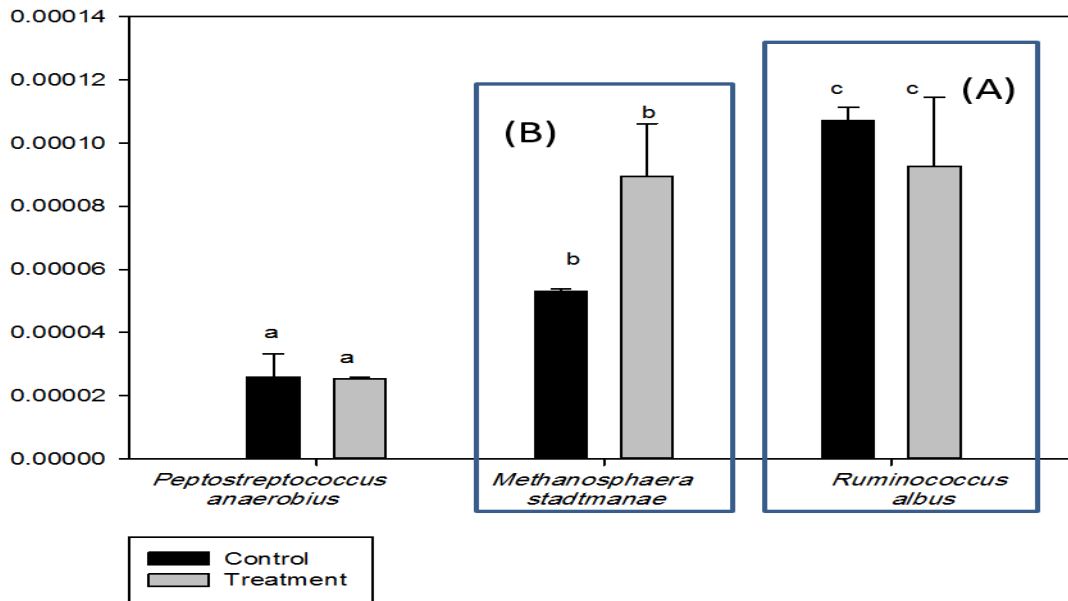 0.00014
0.00012
0.00010
0.00008
0.00006
0.00004
0.00002
0.00000
a
a
(B)
b
b
c
c
(A)
Peptostreptococcus
anaerobius
Methanosphaera
stadtmanae
Ruminococcus
albus
Control
Treatment